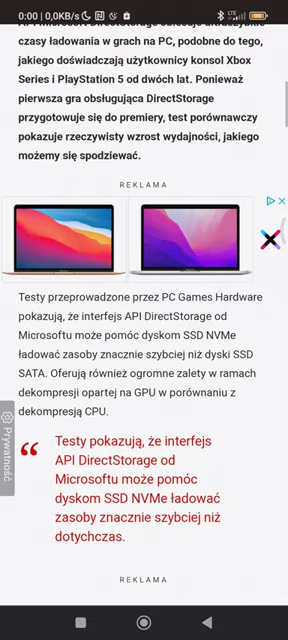 0:00 | 0,0KB/s
czasy ładowania w grach na PC, podobne do tego,
jakiego doświadczają użytkownicy konsol Xbox
Series i PlayStation 5 od dwóch lat. Ponieważ
pierwsza gra obsługująca DirectStorage
przygotowuje się do premiery, test porównawczy
pokazuje rzeczywisty wzrost wydajności, jakiego
możemy się spodziewać.
REKLAMA
Testy przeprowadzone przez PC Games Hardware
pokazują, że interfejs API DirectStorage od
Microsoftu może pomóc dyskom SSD NVMe
ładować zasoby znacznie szybciej niż dyski SSD
SATA. Oferują również ogromne zalety w ramach
dekompresji opartej na GPU w porównaniu z
dekompresją CPU.
Prywatność
“ Testy pokazują, że interfejs
API DirectStorage od
Microsoftu może pomóc
dyskom SSD NVMe ładować
zasoby znacznie szybciej niż
dotychczas.
REKLAMA